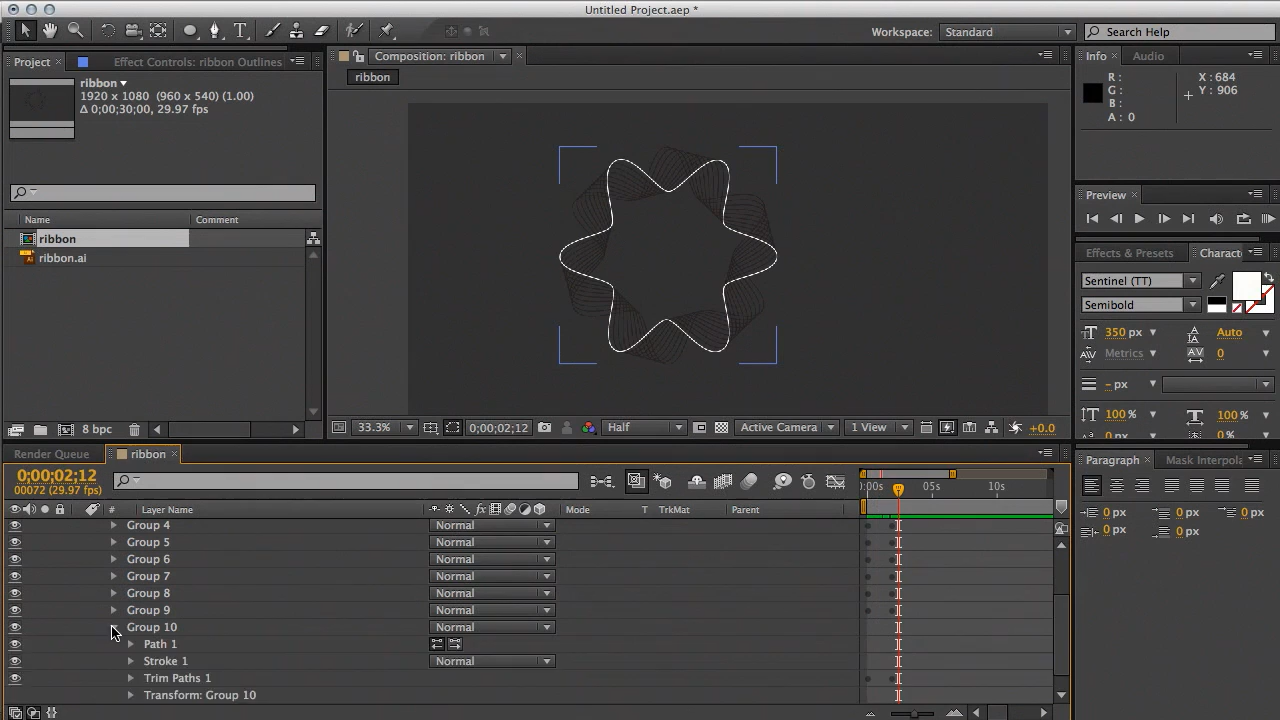 Untitled Project.aep *
Workspace: Standard Search Help
Project Effect Controls: ribbon Outlines
ribbon
1920 x 1080 (960 x 540) (1.00)
Δ 0;00;30;00, 29.97 fps
Name Comment
ribbon
ribbon.ai
8 bpc
Composition: ribbon
ribbon
33.3% 0;00;02;12 Half Active Camera 1 View +0.0
Info Audio
R: X: 684
G: Y: 906
B:
A: 0
Preview
Effects & Presets Charact
Sentinel (TT)
Semibold
350 px Auto
Metrics 0
- px
100 % 100 %
0 px 0 %
Paragraph Mask Interpola
0 px 0 px 0 px
0 px 0 px
Render Queue ribbon
0;00;02;12
00072 (29.97 fps)
:00s 05s 10s
# Layer Name Mode T TrkMat Parent
Group 4 Normal
Group 5 Normal
Group 6 Normal
Group 7 Normal
Group 8 Normal
Group 9 Normal
Group 10 Normal
Path 1
Stroke 1 Normal
Trim Paths 1
Transform: Group 10